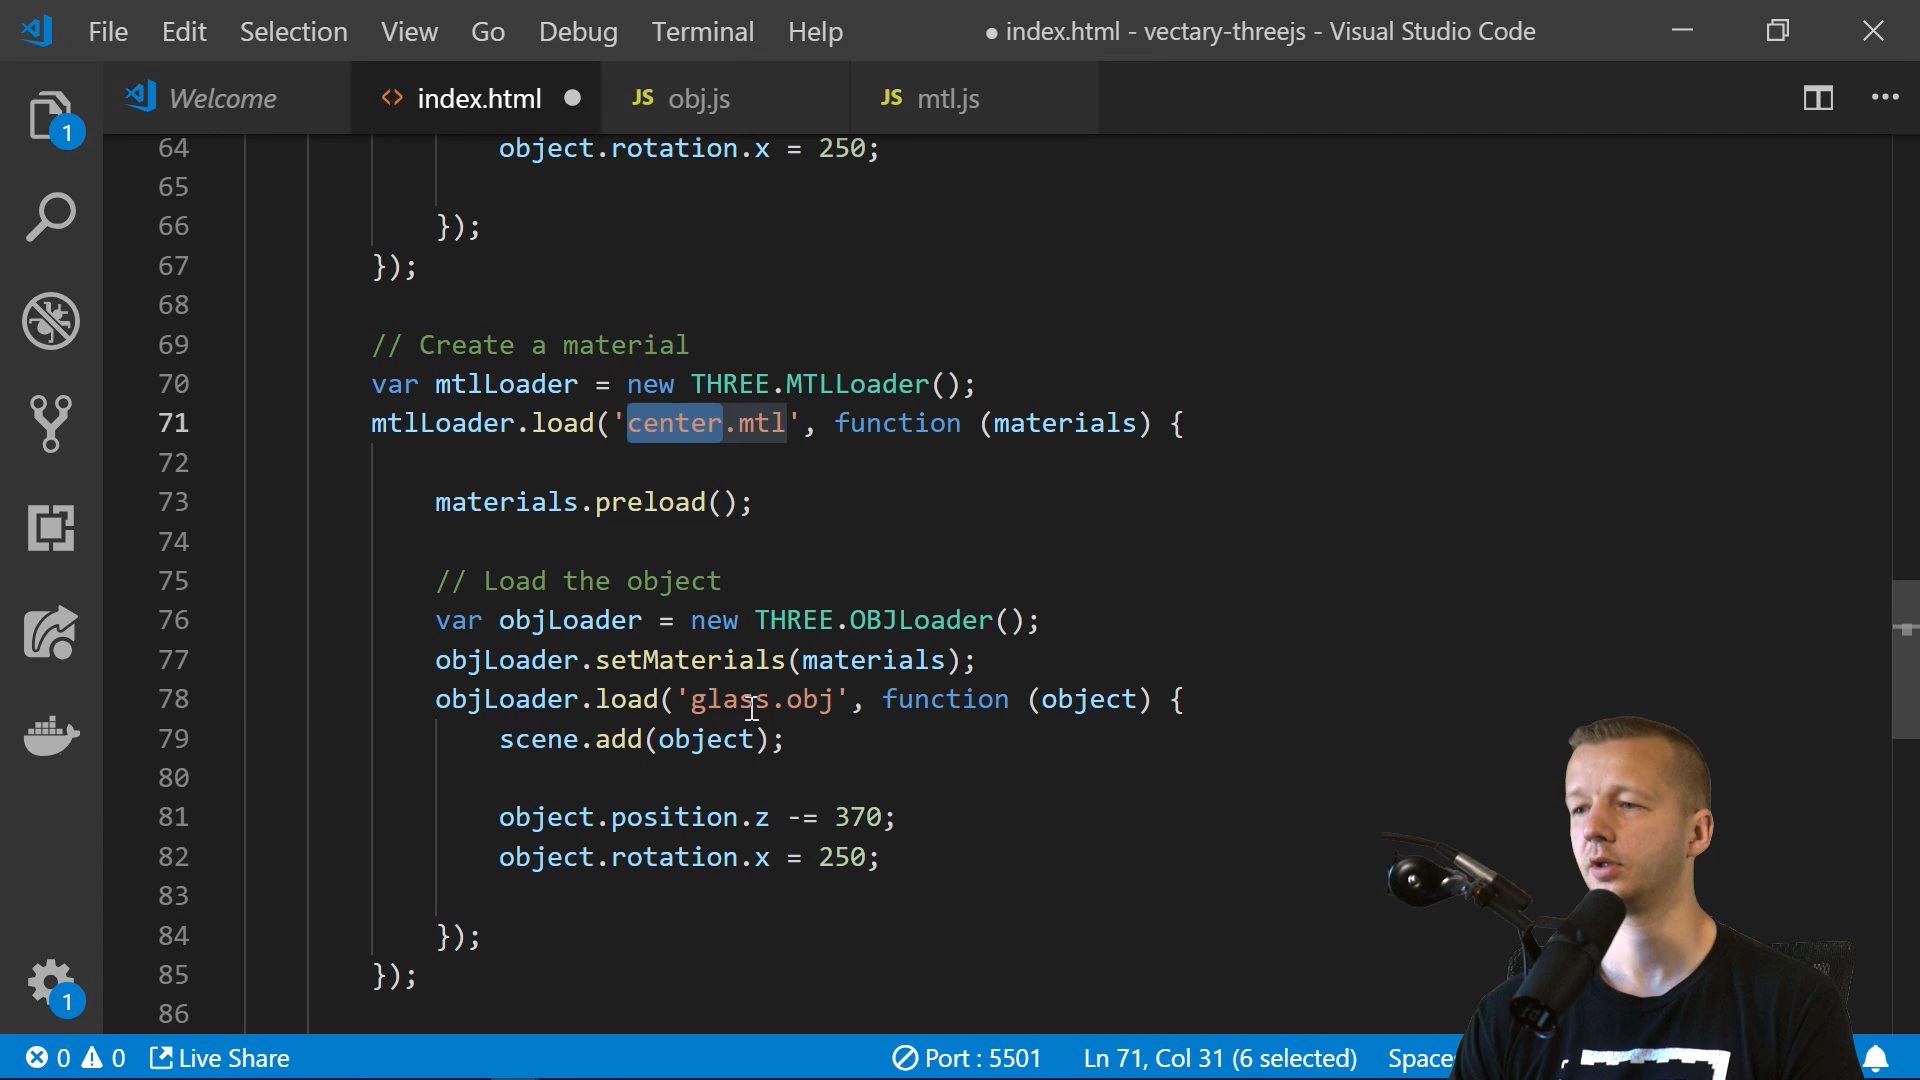 File Edit Selection View Go Debug Terminal Help ● index.html - vectary-threejs - Visual Studio Code
Welcome <> index.html ● JS obj.js JS mtl.js
1
64 object.rotation.x = 250;
65
66 });
67 });
68
69 // Create a material
70 var mtlLoader = new THREE.MTLLoader();
71 mtlLoader.load('center.mtl', function (materials) {
72
73 materials.preload();
74
75 // Load the object
76 var objLoader = new THREE.OBJLoader();
77 objLoader.setMaterials(materials);
78 objLoader.load('glass.obj', function (object) {
79 scene.add(object);
80
81 object.position.z -= 370;
82 object.rotation.x = 250;
83
84 });
85 });
86
1
0 0 Live Share Port : 5501 Ln 71, Col 31 (6 selected)